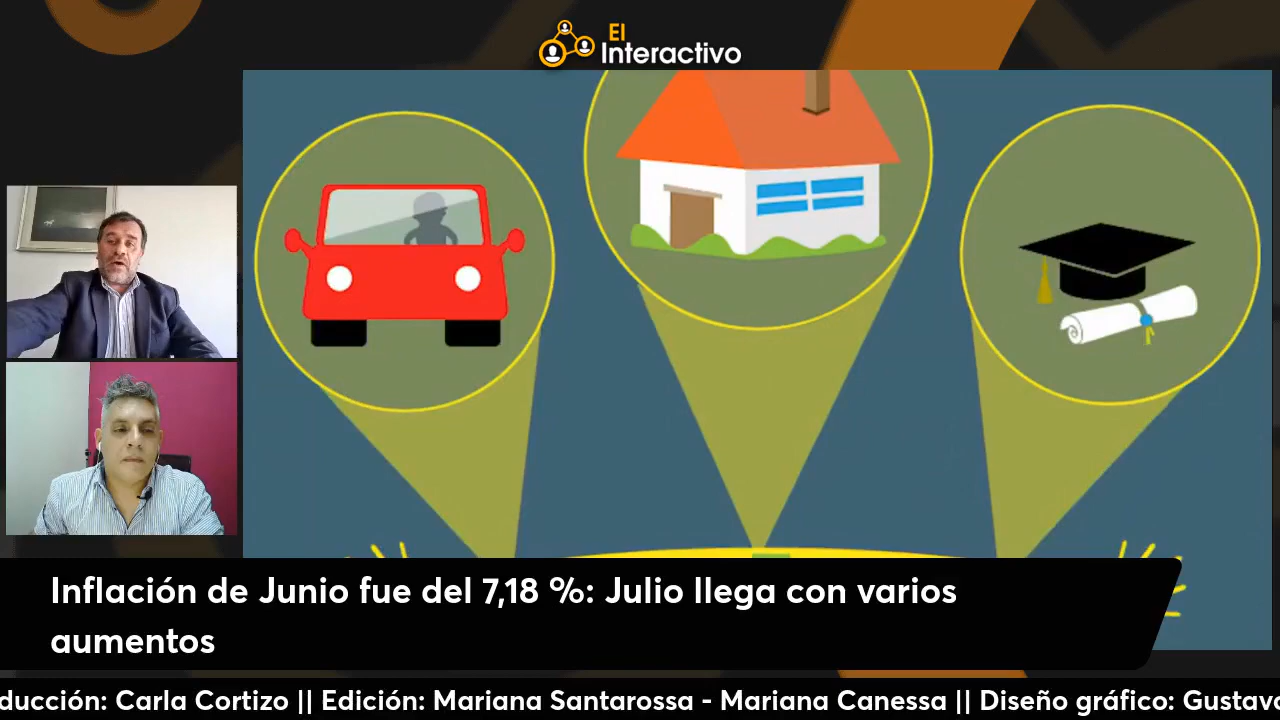 El
Interactivo
Inflación de Junio fue del 7,18 %: Julio llega con varios
aumentos
ducción: Carla Cortizo || Edición: Mariana Santarossa - Mariana Canessa || Diseño gráfico: Gustav